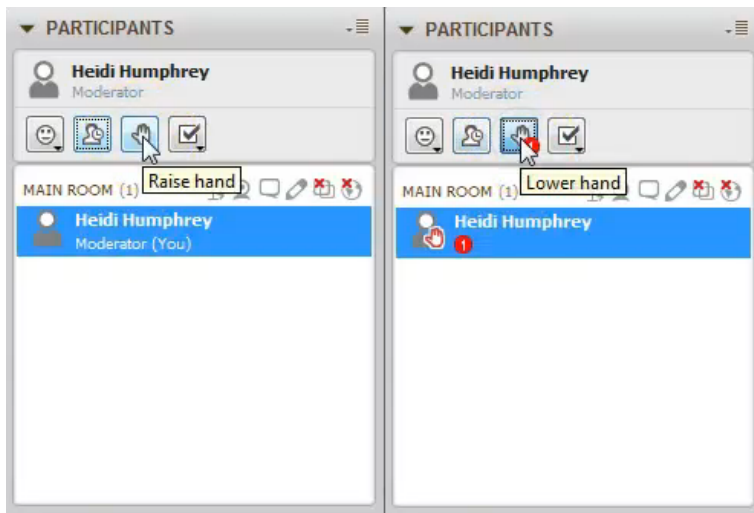 PARTICIPANTS
Heidi Humphrey
Moderator
Raise hand
MAIN ROOM (1)
Heidi Humphrey
Moderator (You)
PARTICIPANTS
Heidi Humphrey
Moderator
Lower hand
MAIN ROOM (1)
Heidi Humphrey
1